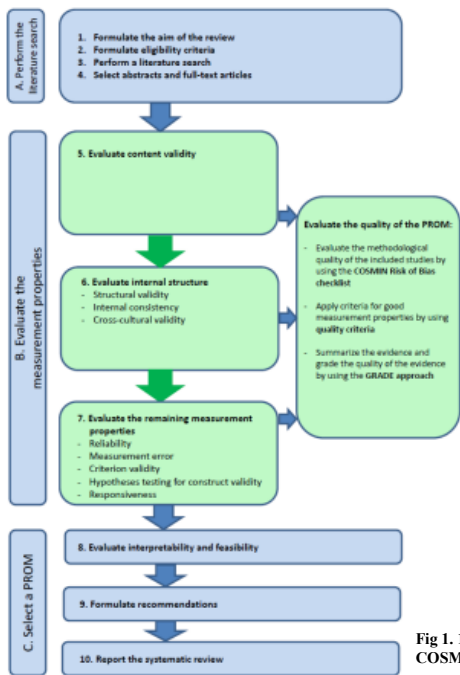 A. Perform the
literature search
1. Formulate the aim of the review
2. Formulate eligibility criteria
3. Perform a literature search
4. Select abstracts and full-text articles
B. Evaluate the
measurement properties
5. Evaluate content validity
6. Evaluate internal structure
- Structural validity
- Internal consistency
- Cross-cultural validity
7. Evaluate the remaining measurement
properties
- Reliability
- Measurement error
- Criterion validity
- Hypotheses testing for construct validity
- Responsiveness
Evaluate the quality of the PROM:
- Evaluate the methodological
quality of the included studies by
using the COSMIN Risk of Bias
checklist
- Apply criteria for good
measurement properties by using
quality criteria
- Summarize the evidence and
grade the quality of the evidence
by using the GRADE approach
C. Select a PROM
8. Evaluate interpretability and feasibility
9. Formulate recommendations
10. Report the systematic review
Fig 1.
COSM